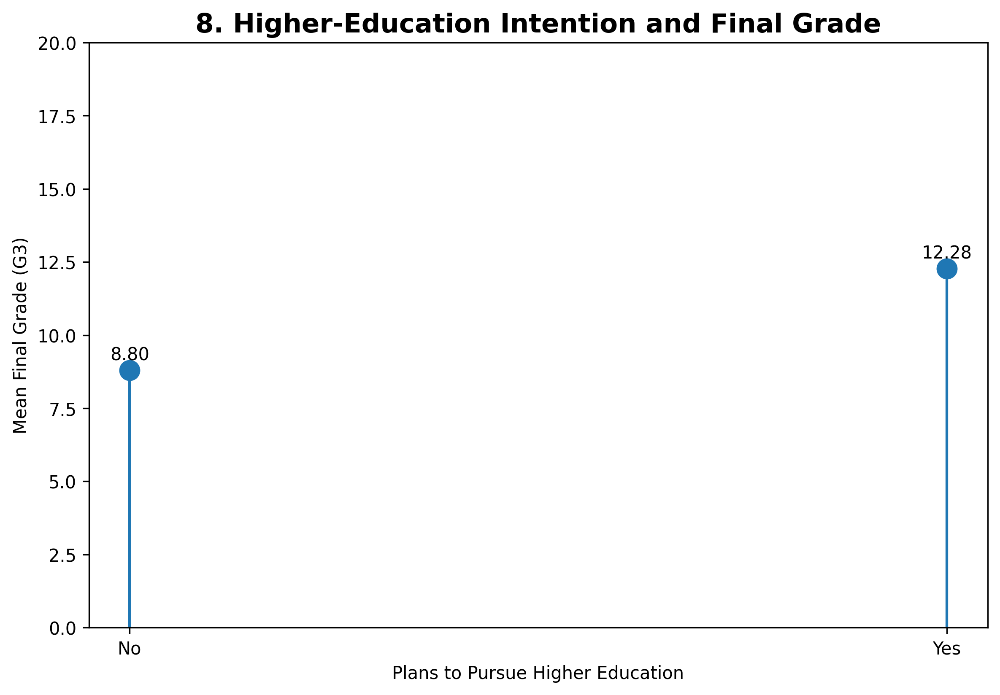 8. Higher-Education Intention and Final Grade
20.0
17.5
15.0
12.5
10.0
7.5
5.0
2.5
0.0
Mean Final Grade (G3)
8.80
12.28
No
Yes
Plans to Pursue Higher Education